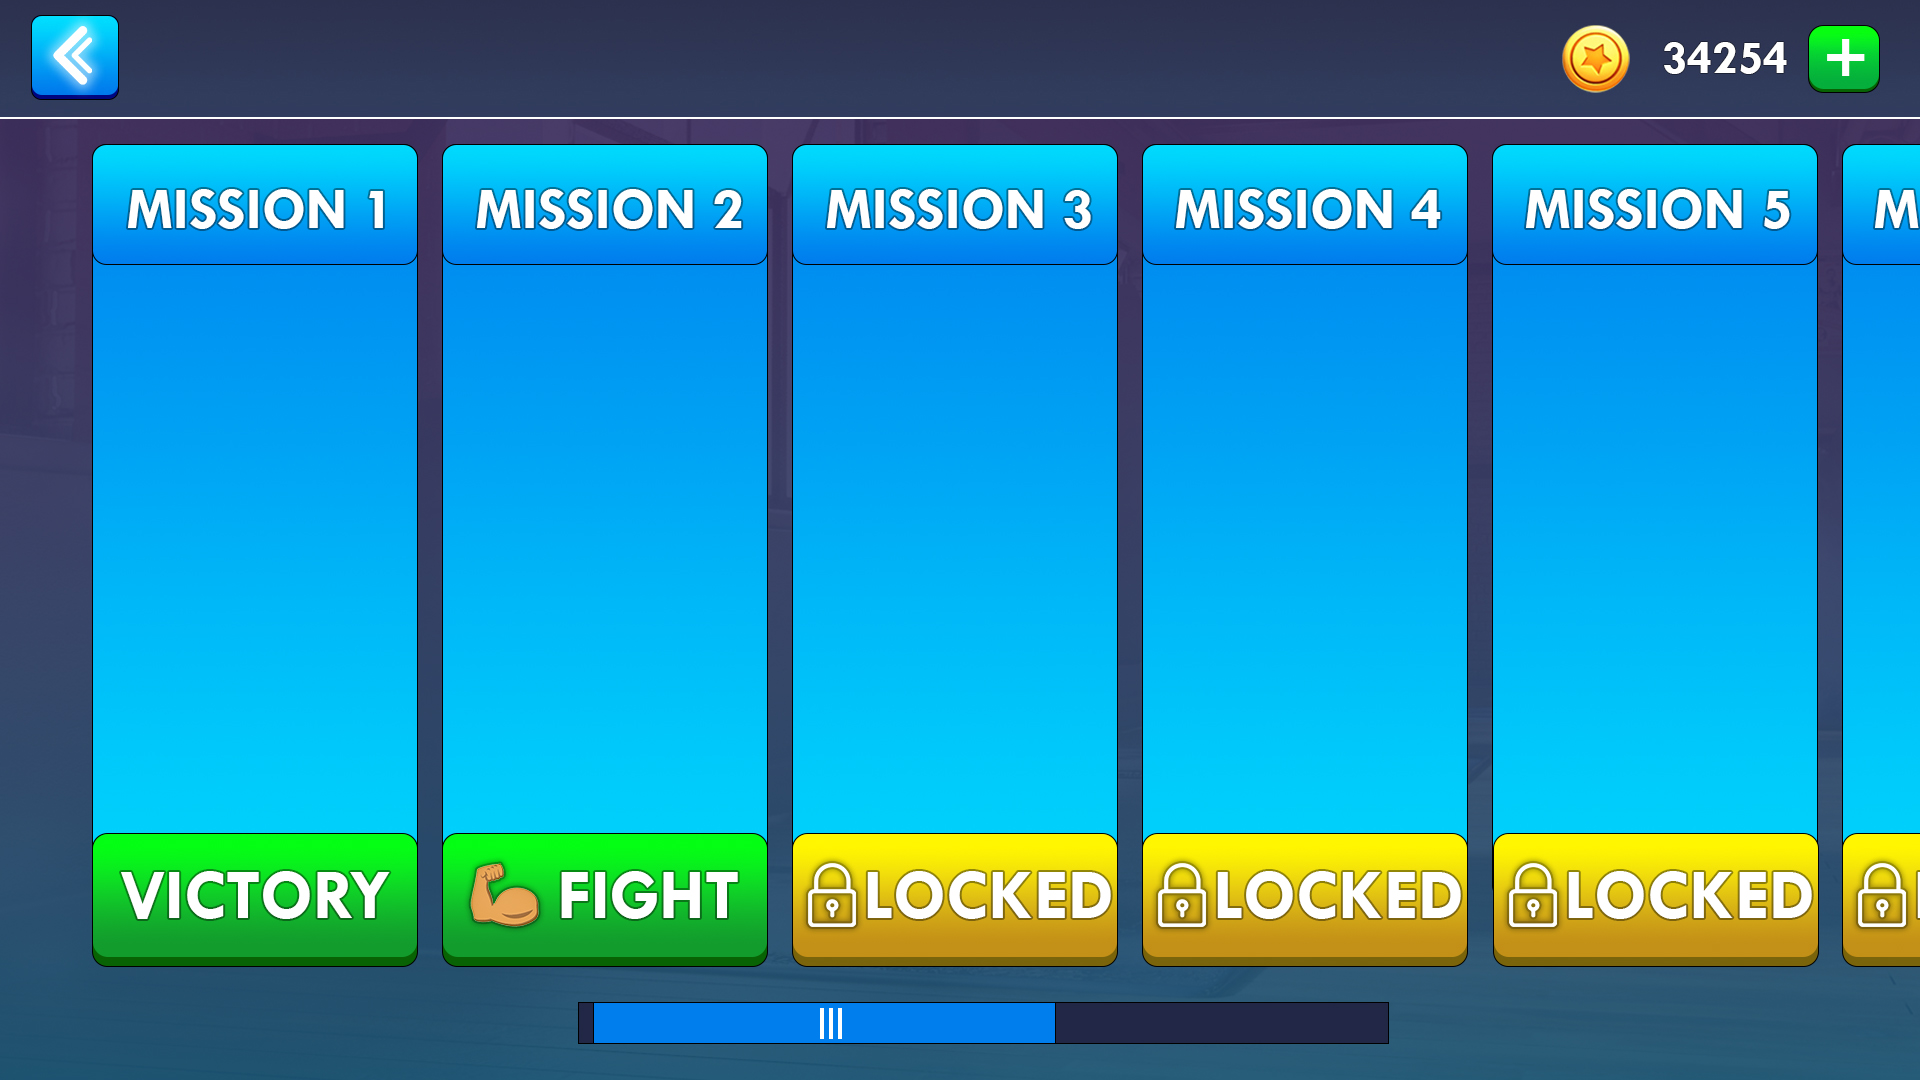 34254
MISSION 1
MISSION 2
MISSION 3
MISSION 4
MISSION 5
M
VICTORY
FIGHT
LOCKED
LOCKED
LOCKED